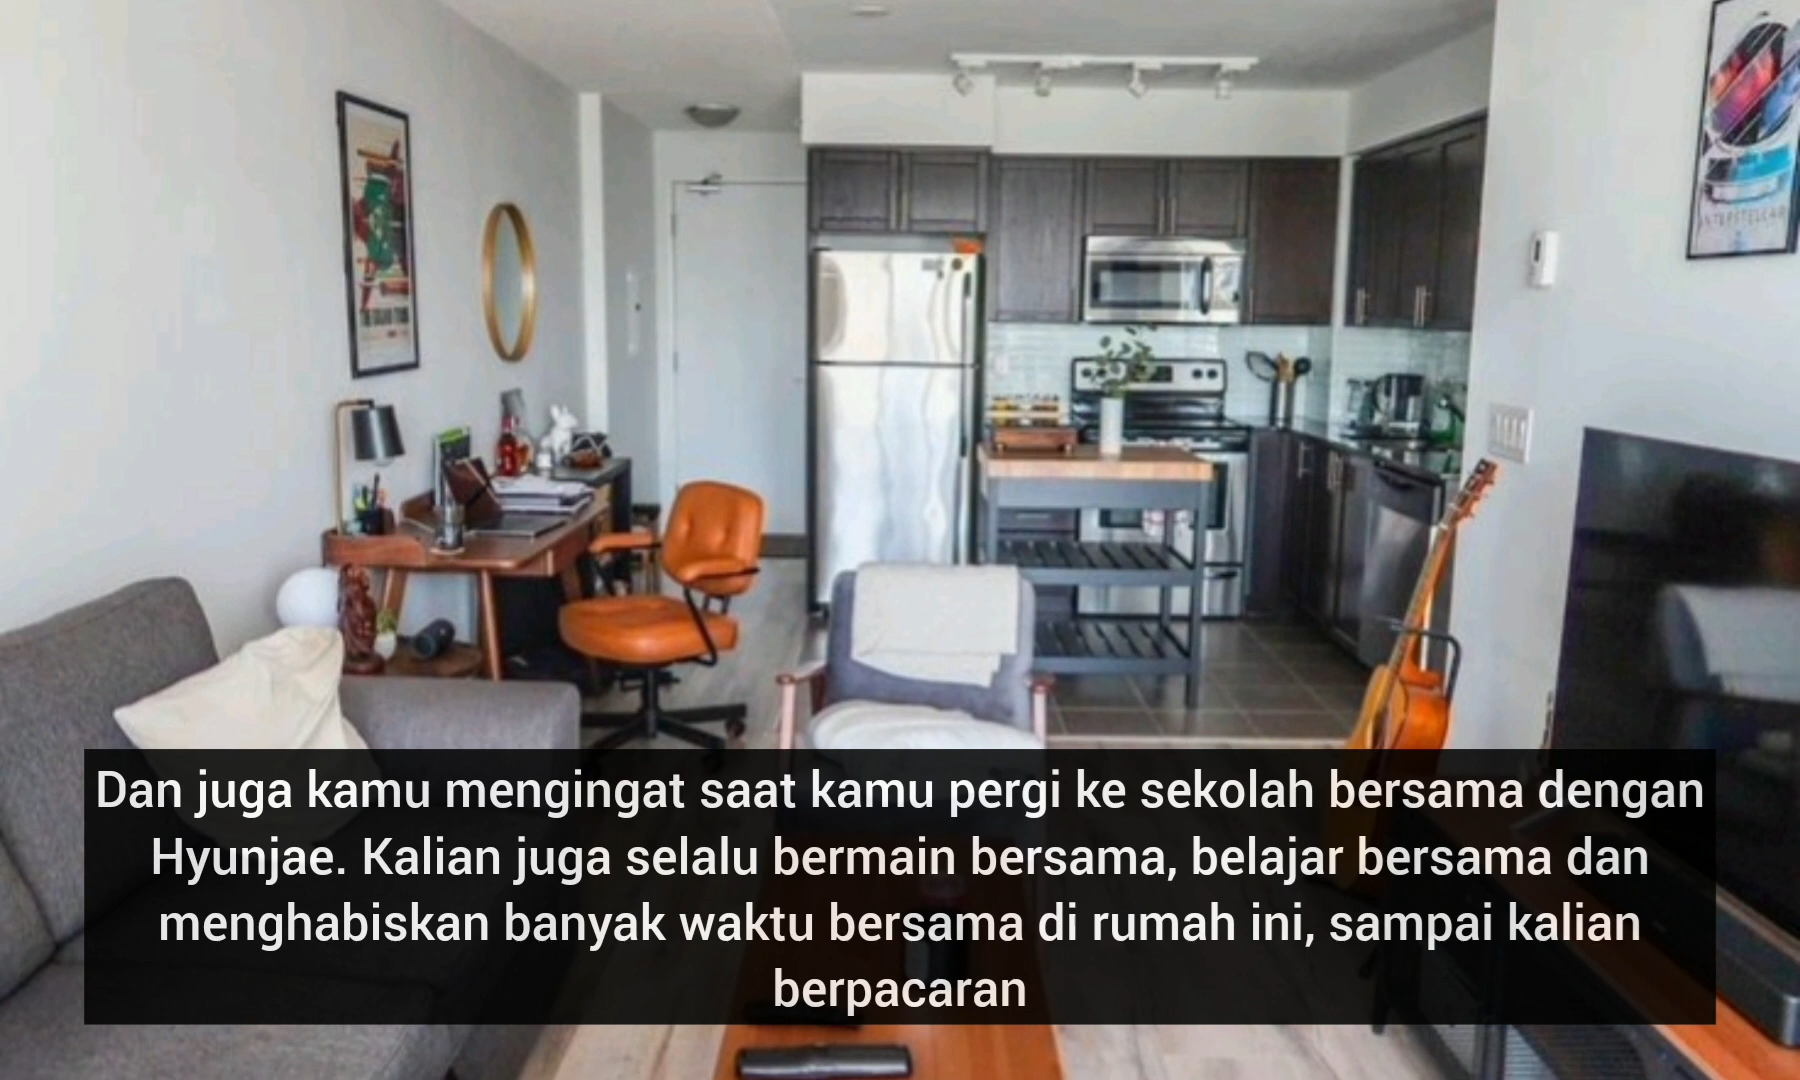 INTERSTELLAR
Dan juga kamu mengingat saat kamu pergi ke sekolah bersama dengan
Hyunjae. Kalian juga selalu bermain bersama, belajar bersama dan
menghabiskan banyak waktu bersama di rumah ini, sampai kalian
berpacaran